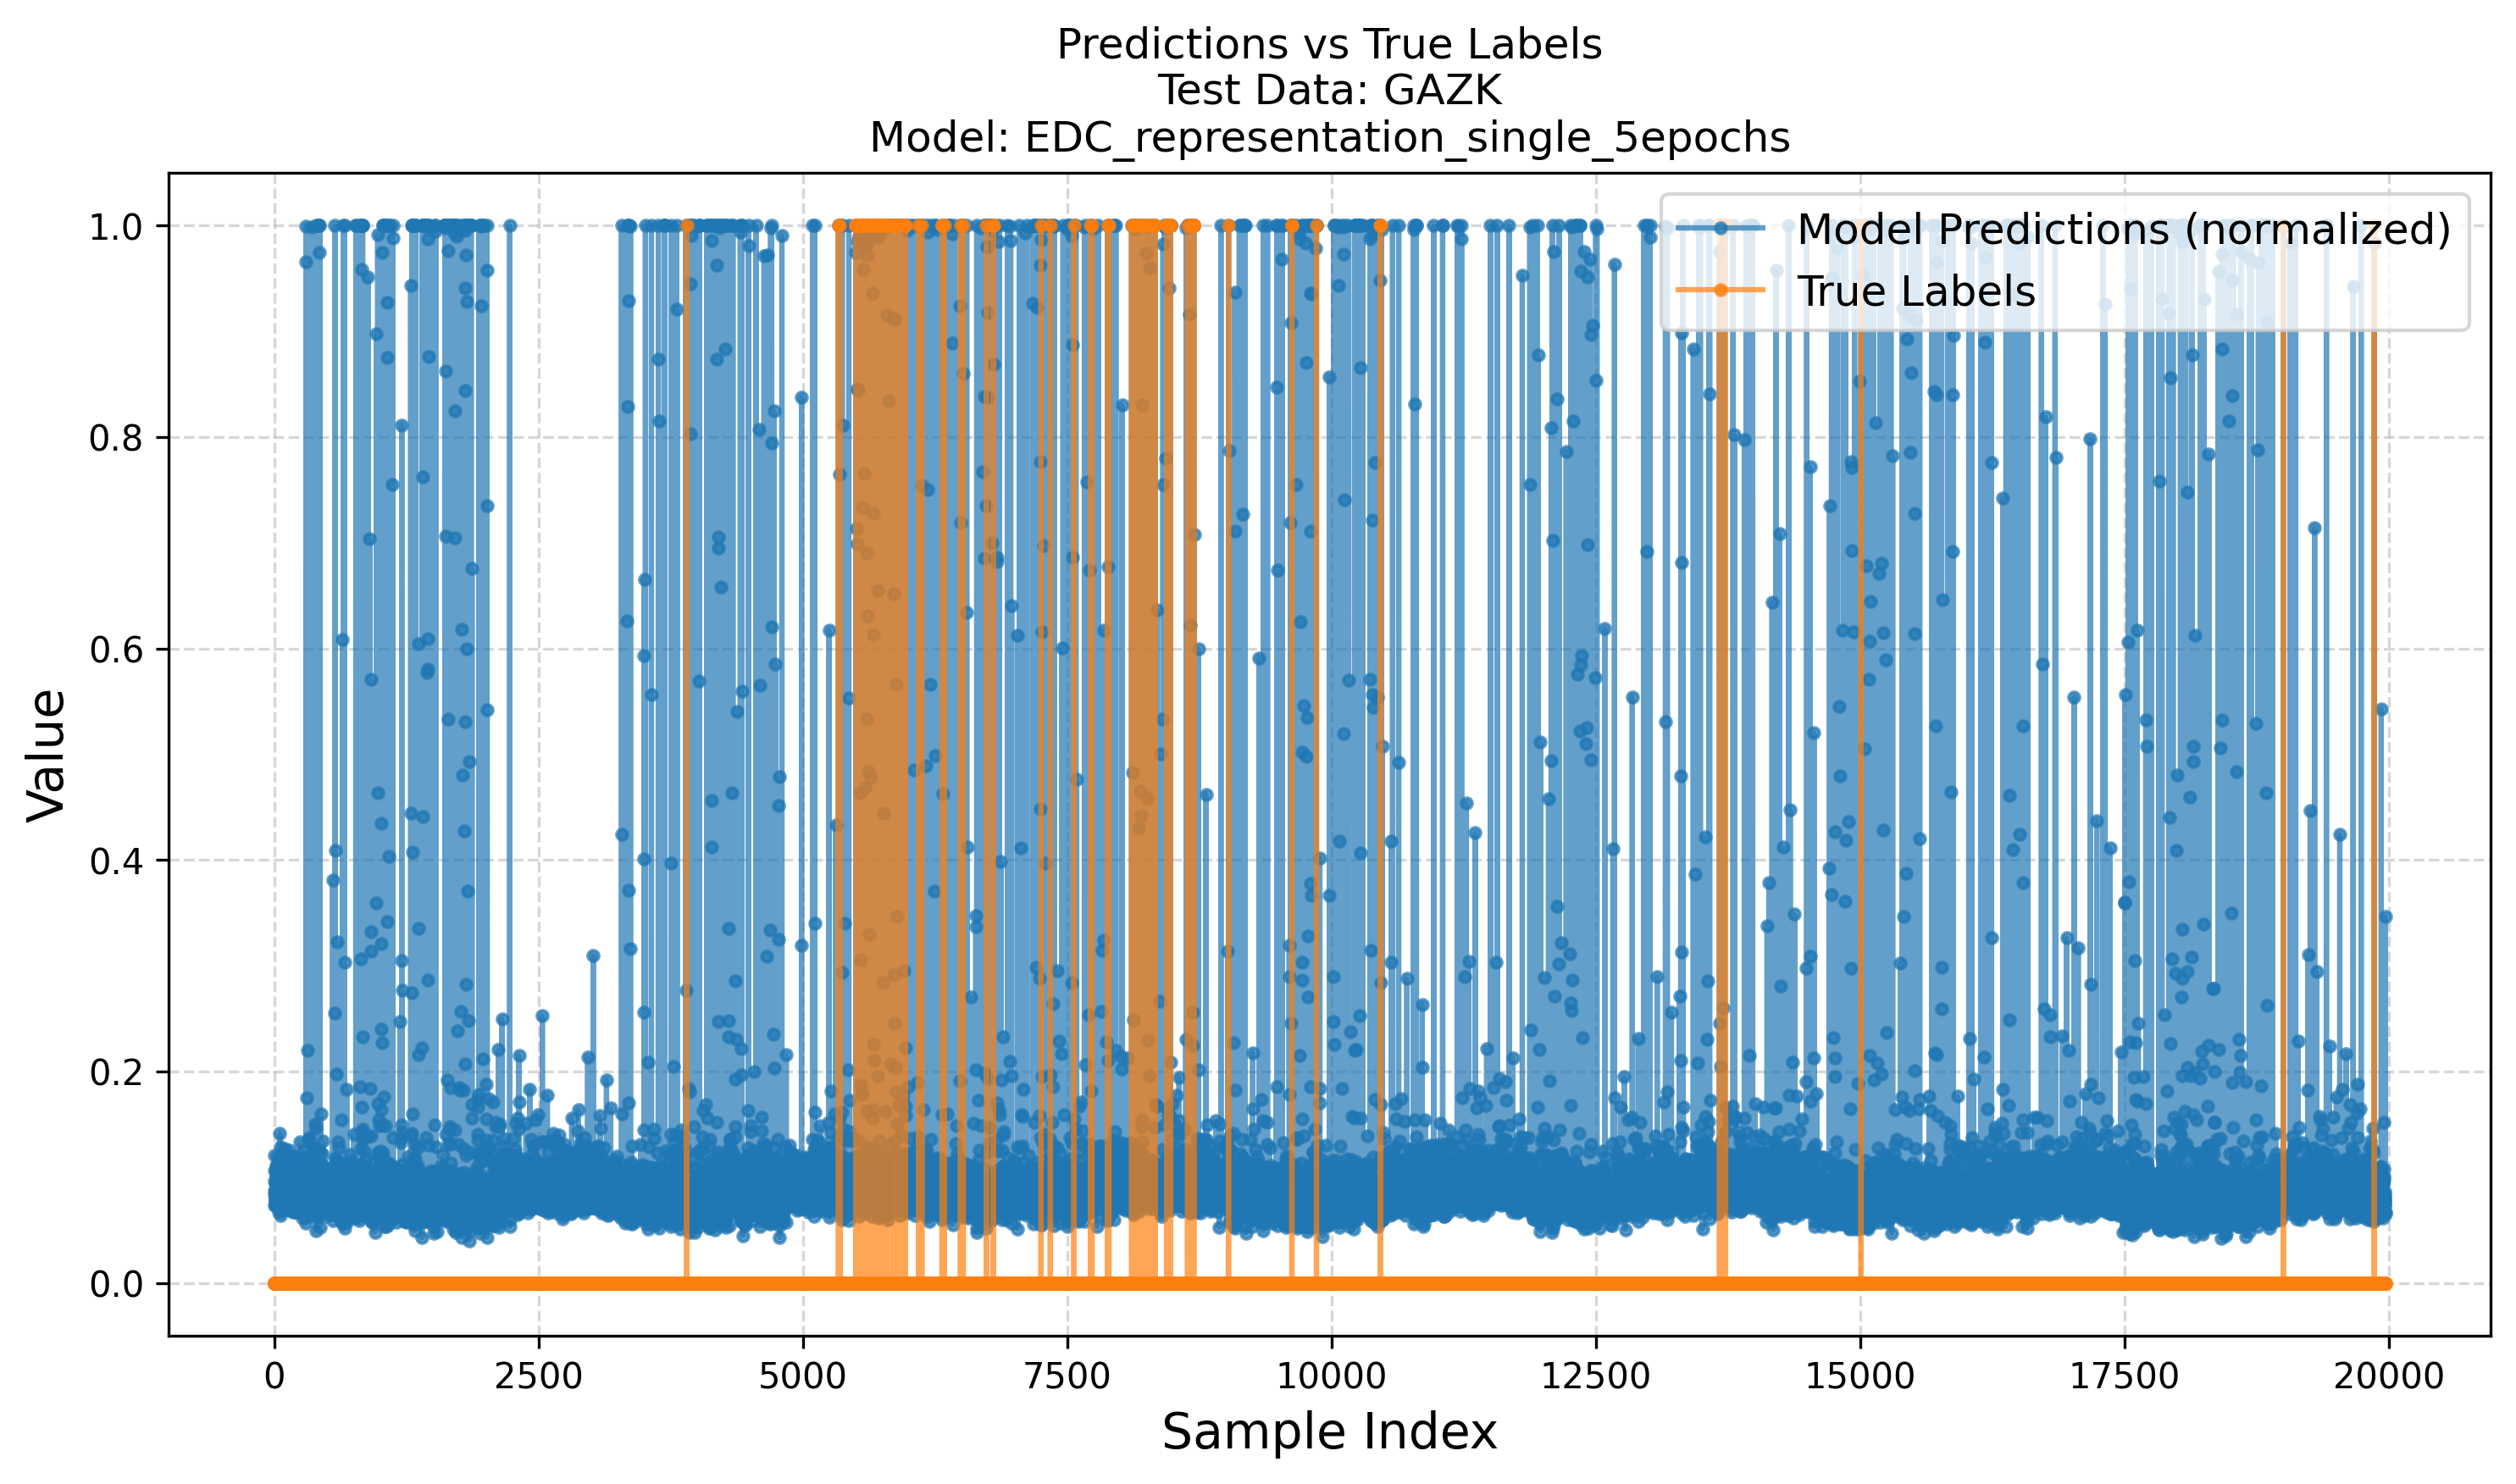 Predictions vs True Labels
Test Data: GAZK
Model: EDC_representation_single_5epochs
Model Predictions (normalized)
True Labels
Value
1.0
0.8
0.6
0.4
0.2
0.0
0 2500 5000 7500 10000 12500 15000 17500 20000
Sample Index